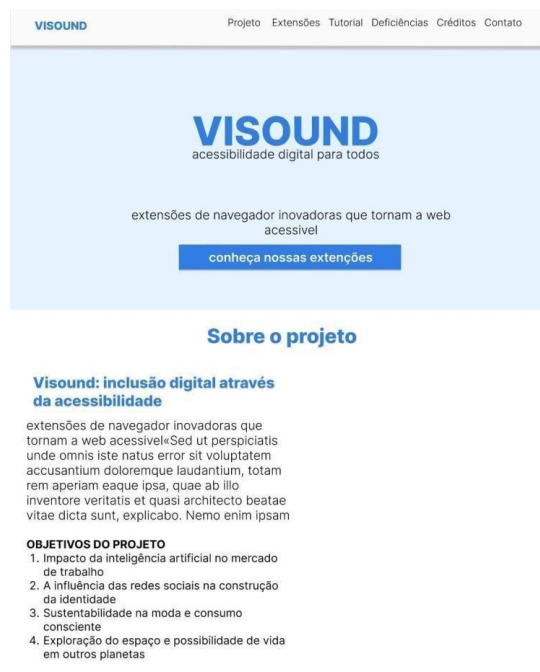 VISOUND
Projeto Extensões Tutorial Deficiências Créditos Contato
VISOUND
acessibilidade digital para todos
extensões de navegador inovadoras que tornam a web
acessivel
conheça nossas extenções
Sobre o projeto
Visound: inclusão digital através
da acessibilidade
extensões de navegador inovadoras que
tornam a web acessivel«Sed ut perspiciatis
unde omnis iste natus error sit voluptatem
accusantium doloremque laudantium, totam
rem aperiam eaque ipsa, quae ab illo
inventore veritatis et quasi architecto beatae
vitae dicta sunt, explicabo. Nemo enim ipsam
OBJETIVOS DO PROJETO
1. Impacto da inteligência artificial no mercado
de trabalho
2. A influência das redes sociais na construção
da identidade
3. Sustentabilidade na moda e consumo
consciente
4. Exploração do espaço e possibilidade de vida
em outros planetas